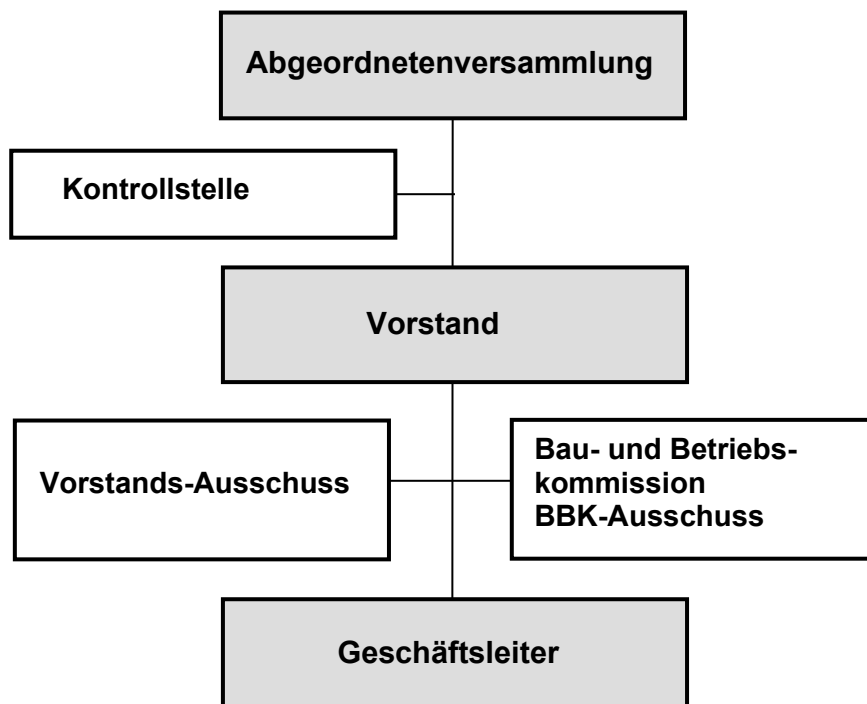 Abgeordnetenversammlung
Kontrollstelle
Vorstand
Vorstands-Ausschuss
Bau- und Betriebs-
kommission
BBK-Ausschuss
Geschäftsleiter